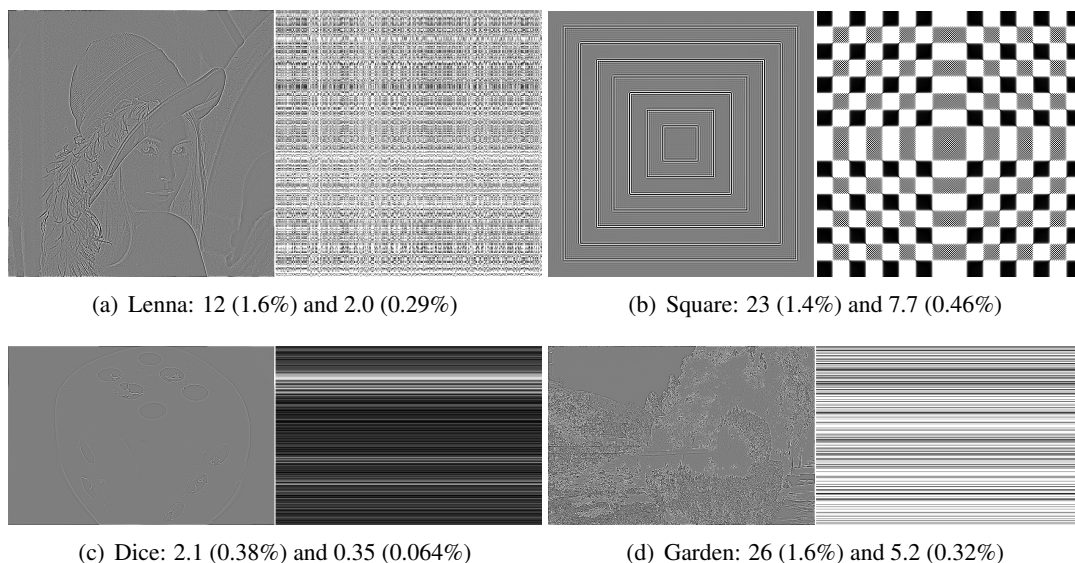 (a) Lenna: 12 (1.6%) and 2.0 (0.29%)
(b) Square: 23 (1.4%) and 7.7 (0.46%)
(c) Dice: 2.1 (0.38%) and 0.35 (0.064%)
(d) Garden: 26 (1.6%) and 5.2 (0.32%)